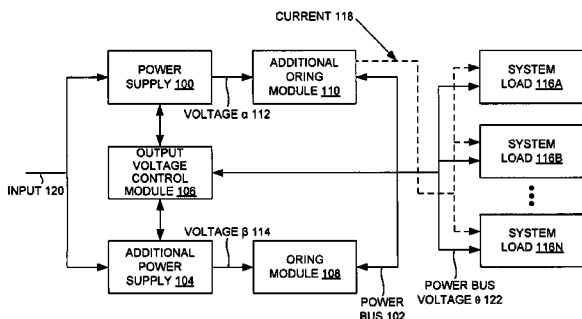 CURRENT 118
POWER
SUPPLY 100
ADDITIONAL
ORING
MODULE 110
SYSTEM
LOAD 116A
VOLTAGE α 112
OUTPUT
VOLTAGE
CONTROL
MODULE 106
SYSTEM
LOAD 116B
INPUT 120
VOLTAGE β 114
ADDITIONAL
POWER
SUPPLY 104
ORING
MODULE 108
SYSTEM
LOAD 116N
POWER
BUS 102
POWER BUS
VOLTAGE θ 122